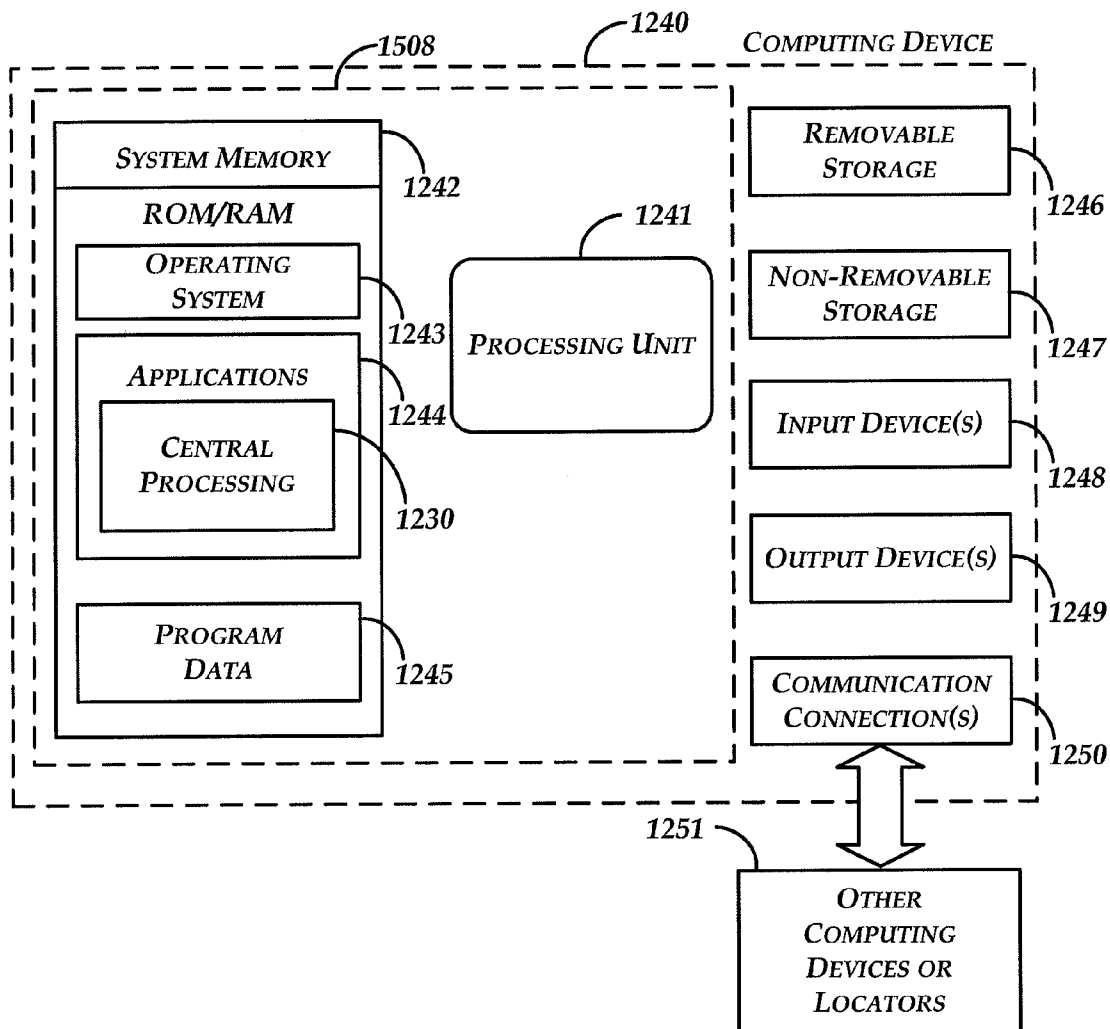 1240
COMPUTING DEVICE
1508
SYSTEM MEMORY
1242
ROM/RAM
OPERATING
SYSTEM
1243
APPLICATIONS
1244
CENTRAL
PROCESSING
1230
PROGRAM
DATA
1245
1241
PROCESSING UNIT
REMOVABLE
STORAGE
1246
NON-REMOVABLE
STORAGE
1247
INPUT DEVICE(S)
1248
OUTPUT DEVICE(S)
1249
COMMUNICATION
CONNECTION(S)
1250
1251
OTHER
COMPUTING
DEVICES OR
LOCATORS